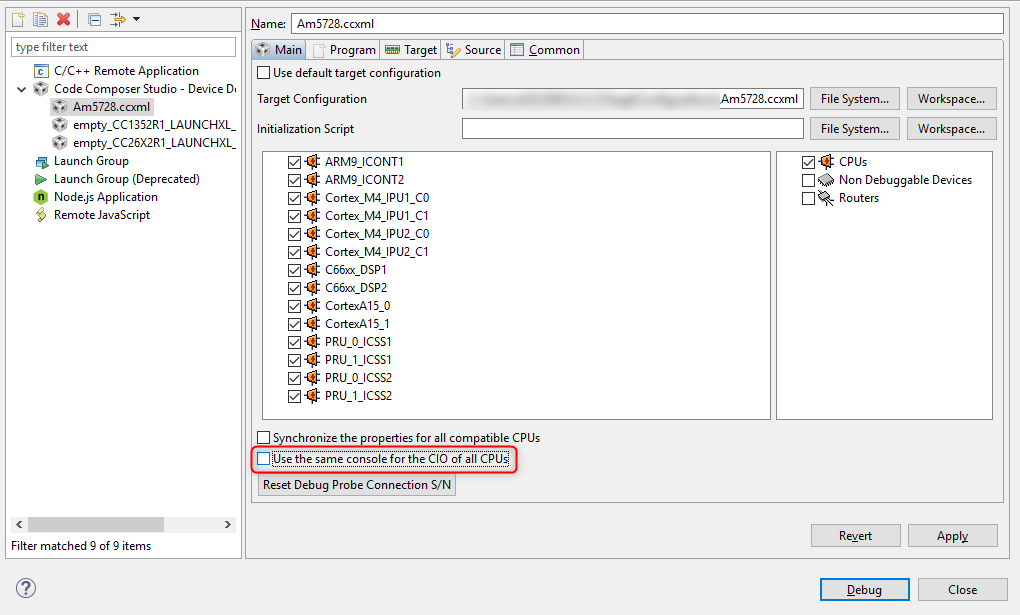 type filter text
C/C++ Remote Application
Code Composer Studio - Device De
Am5728.ccxml
empty_CC1352R1_LAUNCHXL_
empty_CC26X2R1_LAUNCHXL_
Launch Group
Launch Group (Deprecated)
Node.js Application
Remote JavaScript
Filter matched 9 of 9 items
Name: Am5728.ccxml
Main Program Target Source Common
Use default target configuration
Target Configuration Am5728.ccxml File System... Workspace...
Initialization Script File System... Workspace...
ARM9_ICONT1
ARM9_ICONT2
Cortex_M4_IPU1_C0
Cortex_M4_IPU1_C1
Cortex_M4_IPU2_C0
Cortex_M4_IPU2_C1
C66xx_DSP1
C66xx_DSP2
CortexA15_0
CortexA15_1
PRU_0_ICSS1
PRU_1_ICSS1
PRU_0_ICSS2
PRU_1_ICSS2
CPUs
Non Debuggable Devices
Routers
Synchronize the properties for all compatible CPUs
Use the same console for the CIO of all CPUs
Reset Debug Probe Connection S/N
Revert Apply
Debug Close